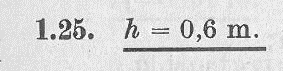 1.25. h = 0,6 m.